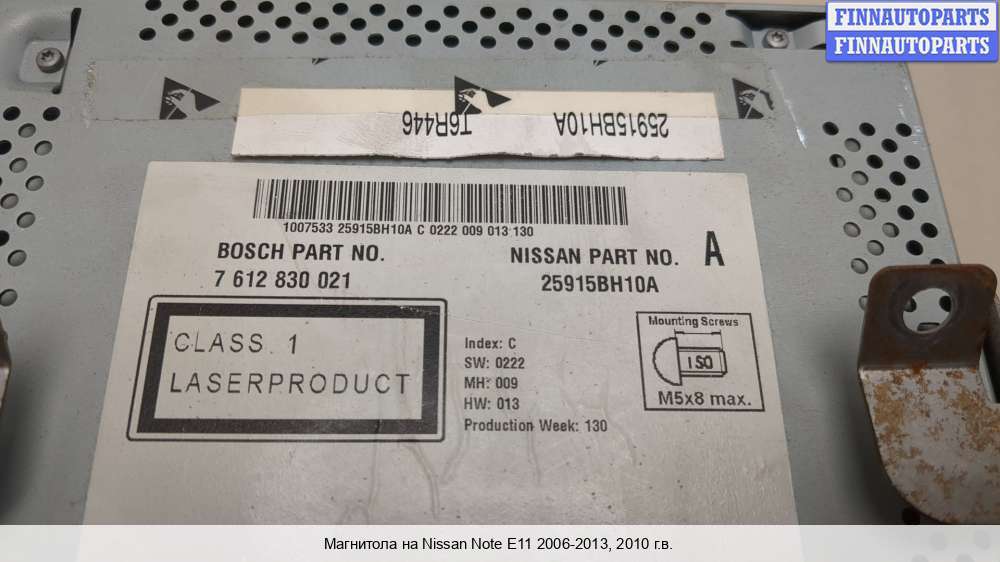 FINNAUTOPARTS
FINNAUTOPARTS
25915BH10A T6R446
1007533 25915BH10A C 0222 009 013 130
BOSCH PART NO.
7 612 830 021
NISSAN PART NO. A
25915BH10A
CLASS 1
LASERPRODUCT
Index: C
SW: 0222
MH: 009
HW: 013
Production Week: 130
Mounting Screws
ISO
M5x8 max.
Магнитола на Nissan Note E11 2006-2013, 2010 г.в.